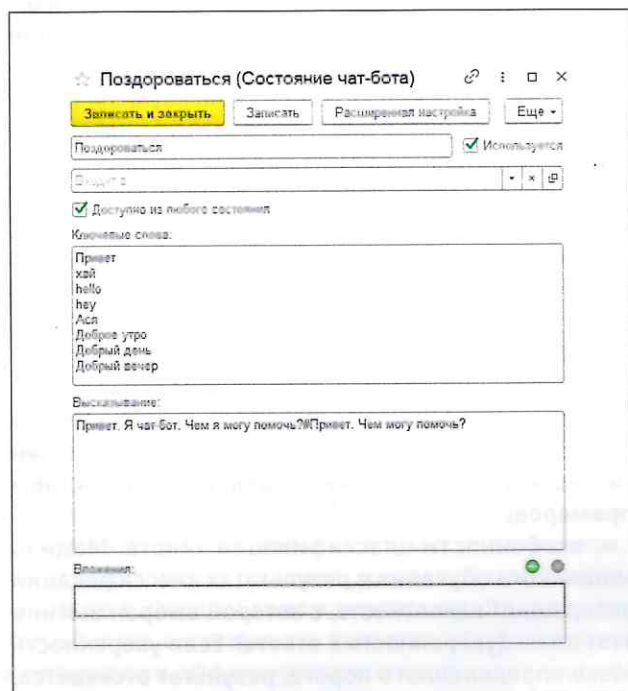 Поздороваться (Состояние чат-бота)
Записать и закрыть Записать Расширенная настройка Еще
Поздороваться Используется
Входит в
Доступно из любого состояния
Ключевые слова:
Привет
хай
hello
hey
Ася
Доброе утро
Добрый день
Добрый вечер
Высказывание:
Привет. Я чат-бот. Чем я могу помочь?#Привет. Чем могу помочь?
Вложения: